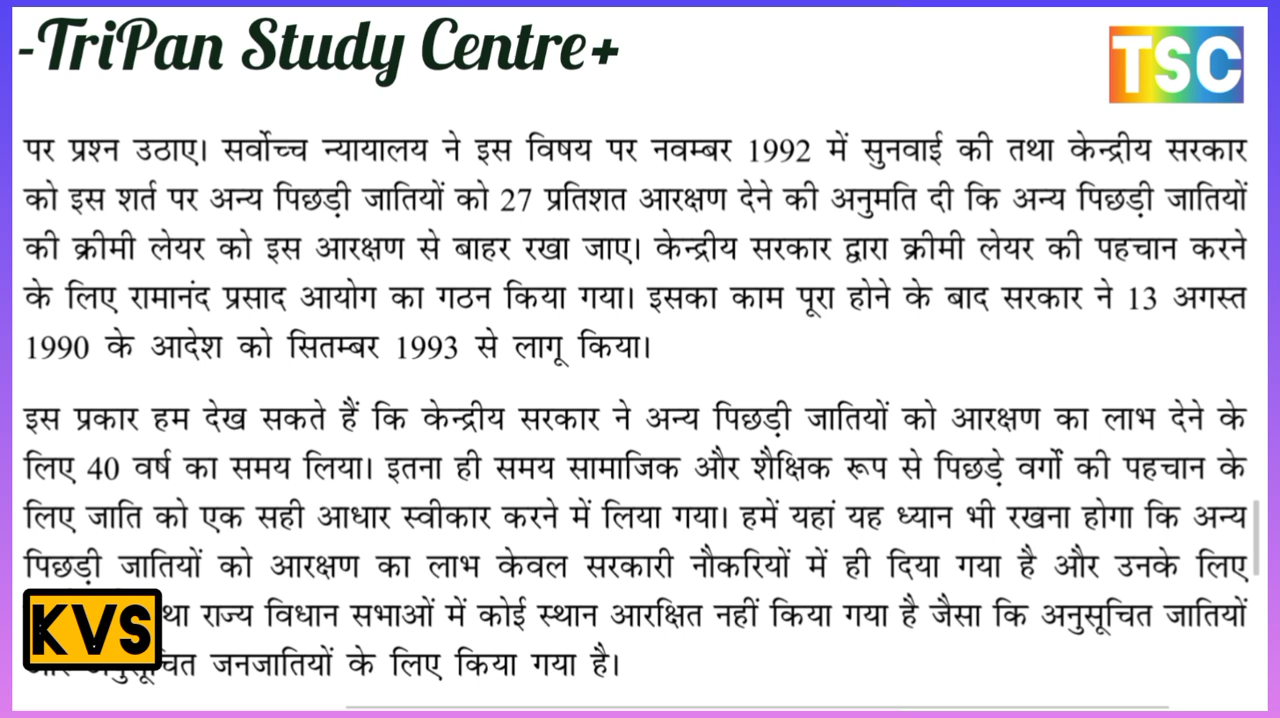 -TriPan Study Centre+
TSC
पर प्रश्न उठाए। सर्वोच्च न्यायालय ने इस विषय पर नवम्बर 1992 में सुनवाई की तथा केन्द्रीय सरकार
को इस शर्त पर अन्य पिछड़ी जातियों को 27 प्रतिशत आरक्षण देने की अनुमति दी कि अन्य पिछड़ी जातियों
की क्रीमी लेयर को इस आरक्षण से बाहर रखा जाए। केन्द्रीय सरकार द्वारा क्रीमी लेयर की पहचान करने
के लिए रामानंद प्रसाद आयोग का गठन किया गया। इसका काम पूरा होने के बाद सरकार ने 13 अगस्त
1990 के आदेश को सितम्बर 1993 से लागू किया।
इस प्रकार हम देख सकते हैं कि केन्द्रीय सरकार ने अन्य पिछड़ी जातियों को आरक्षण का लाभ देने के
लिए 40 वर्ष का समय लिया। इतना ही समय सामाजिक और शैक्षिक रूप से पिछड़े वर्गों की पहचान के
लिए जाति को एक सही आधार स्वीकार करने में लिया गया। हमें यहां यह ध्यान भी रखना होगा कि अन्य
पिछड़ी जातियों को आरक्षण का लाभ केवल सरकारी नौकरियों में ही दिया गया है और उनके लिए
KVS
राज्य विधान सभाओं में कोई स्थान आरक्षित नहीं किया गया है जैसा कि अनुसूचित जातियों
जनजातियों के लिए किया गया है।